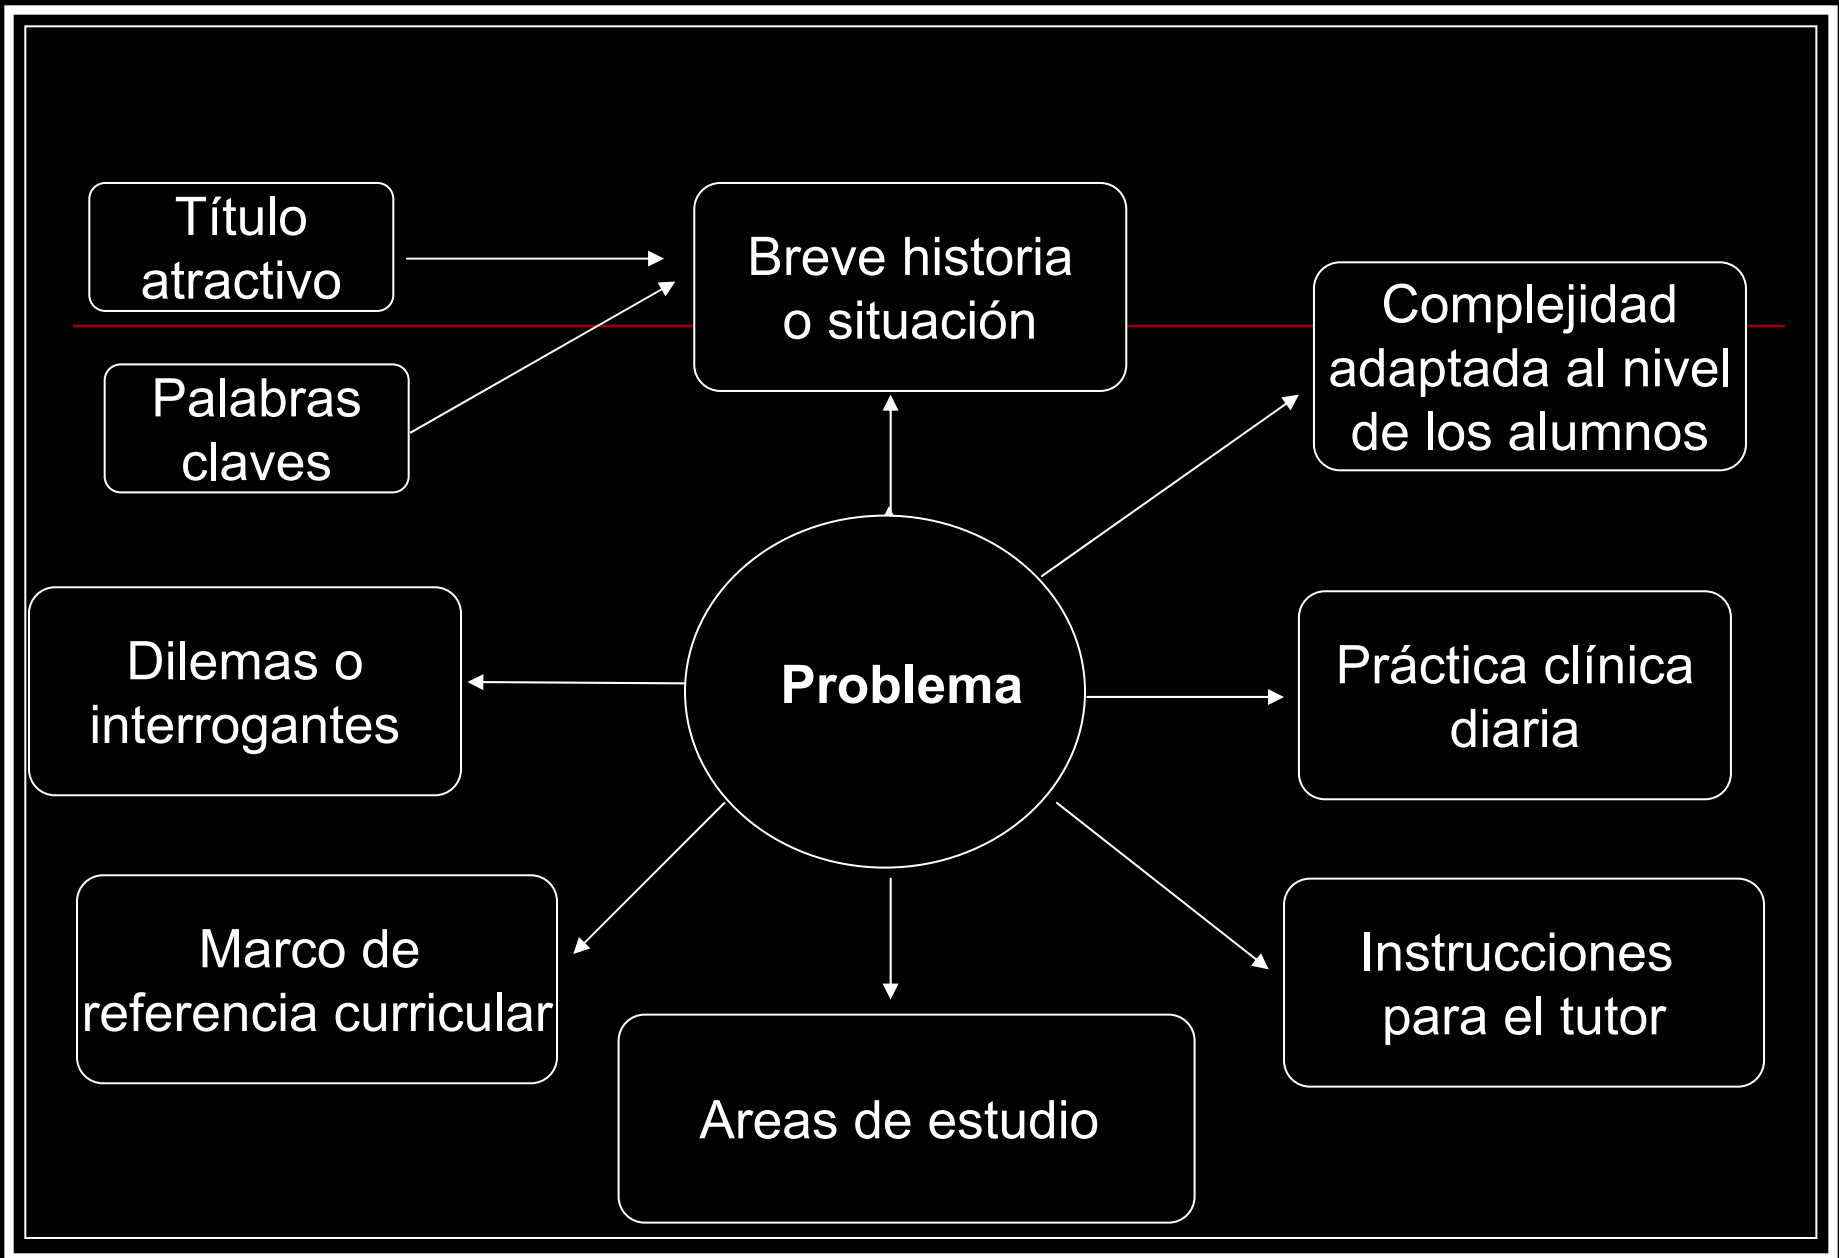 Título
atractivo
Breve historia
o situación
Complejidad
adaptada al nivel
de los alumnos
Palabras
claves
Dilemas o
interrogantes
Problema
Práctica clínica
diaria
Marco de
referencia curricular
Instrucciones
para el tutor
Areas de estudio